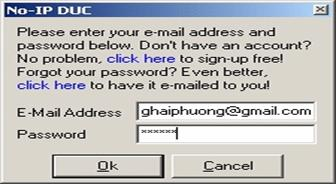 No-IP DUC
Please enter your e-mail address and
password below. Don't have an account?
No problem, click here to sign-up free!
Forgot your password? Even better,
click here to have it e-mailed to you!
E-Mail Address ghaiphuong@gmail.com
Password ******
Ok Cancel